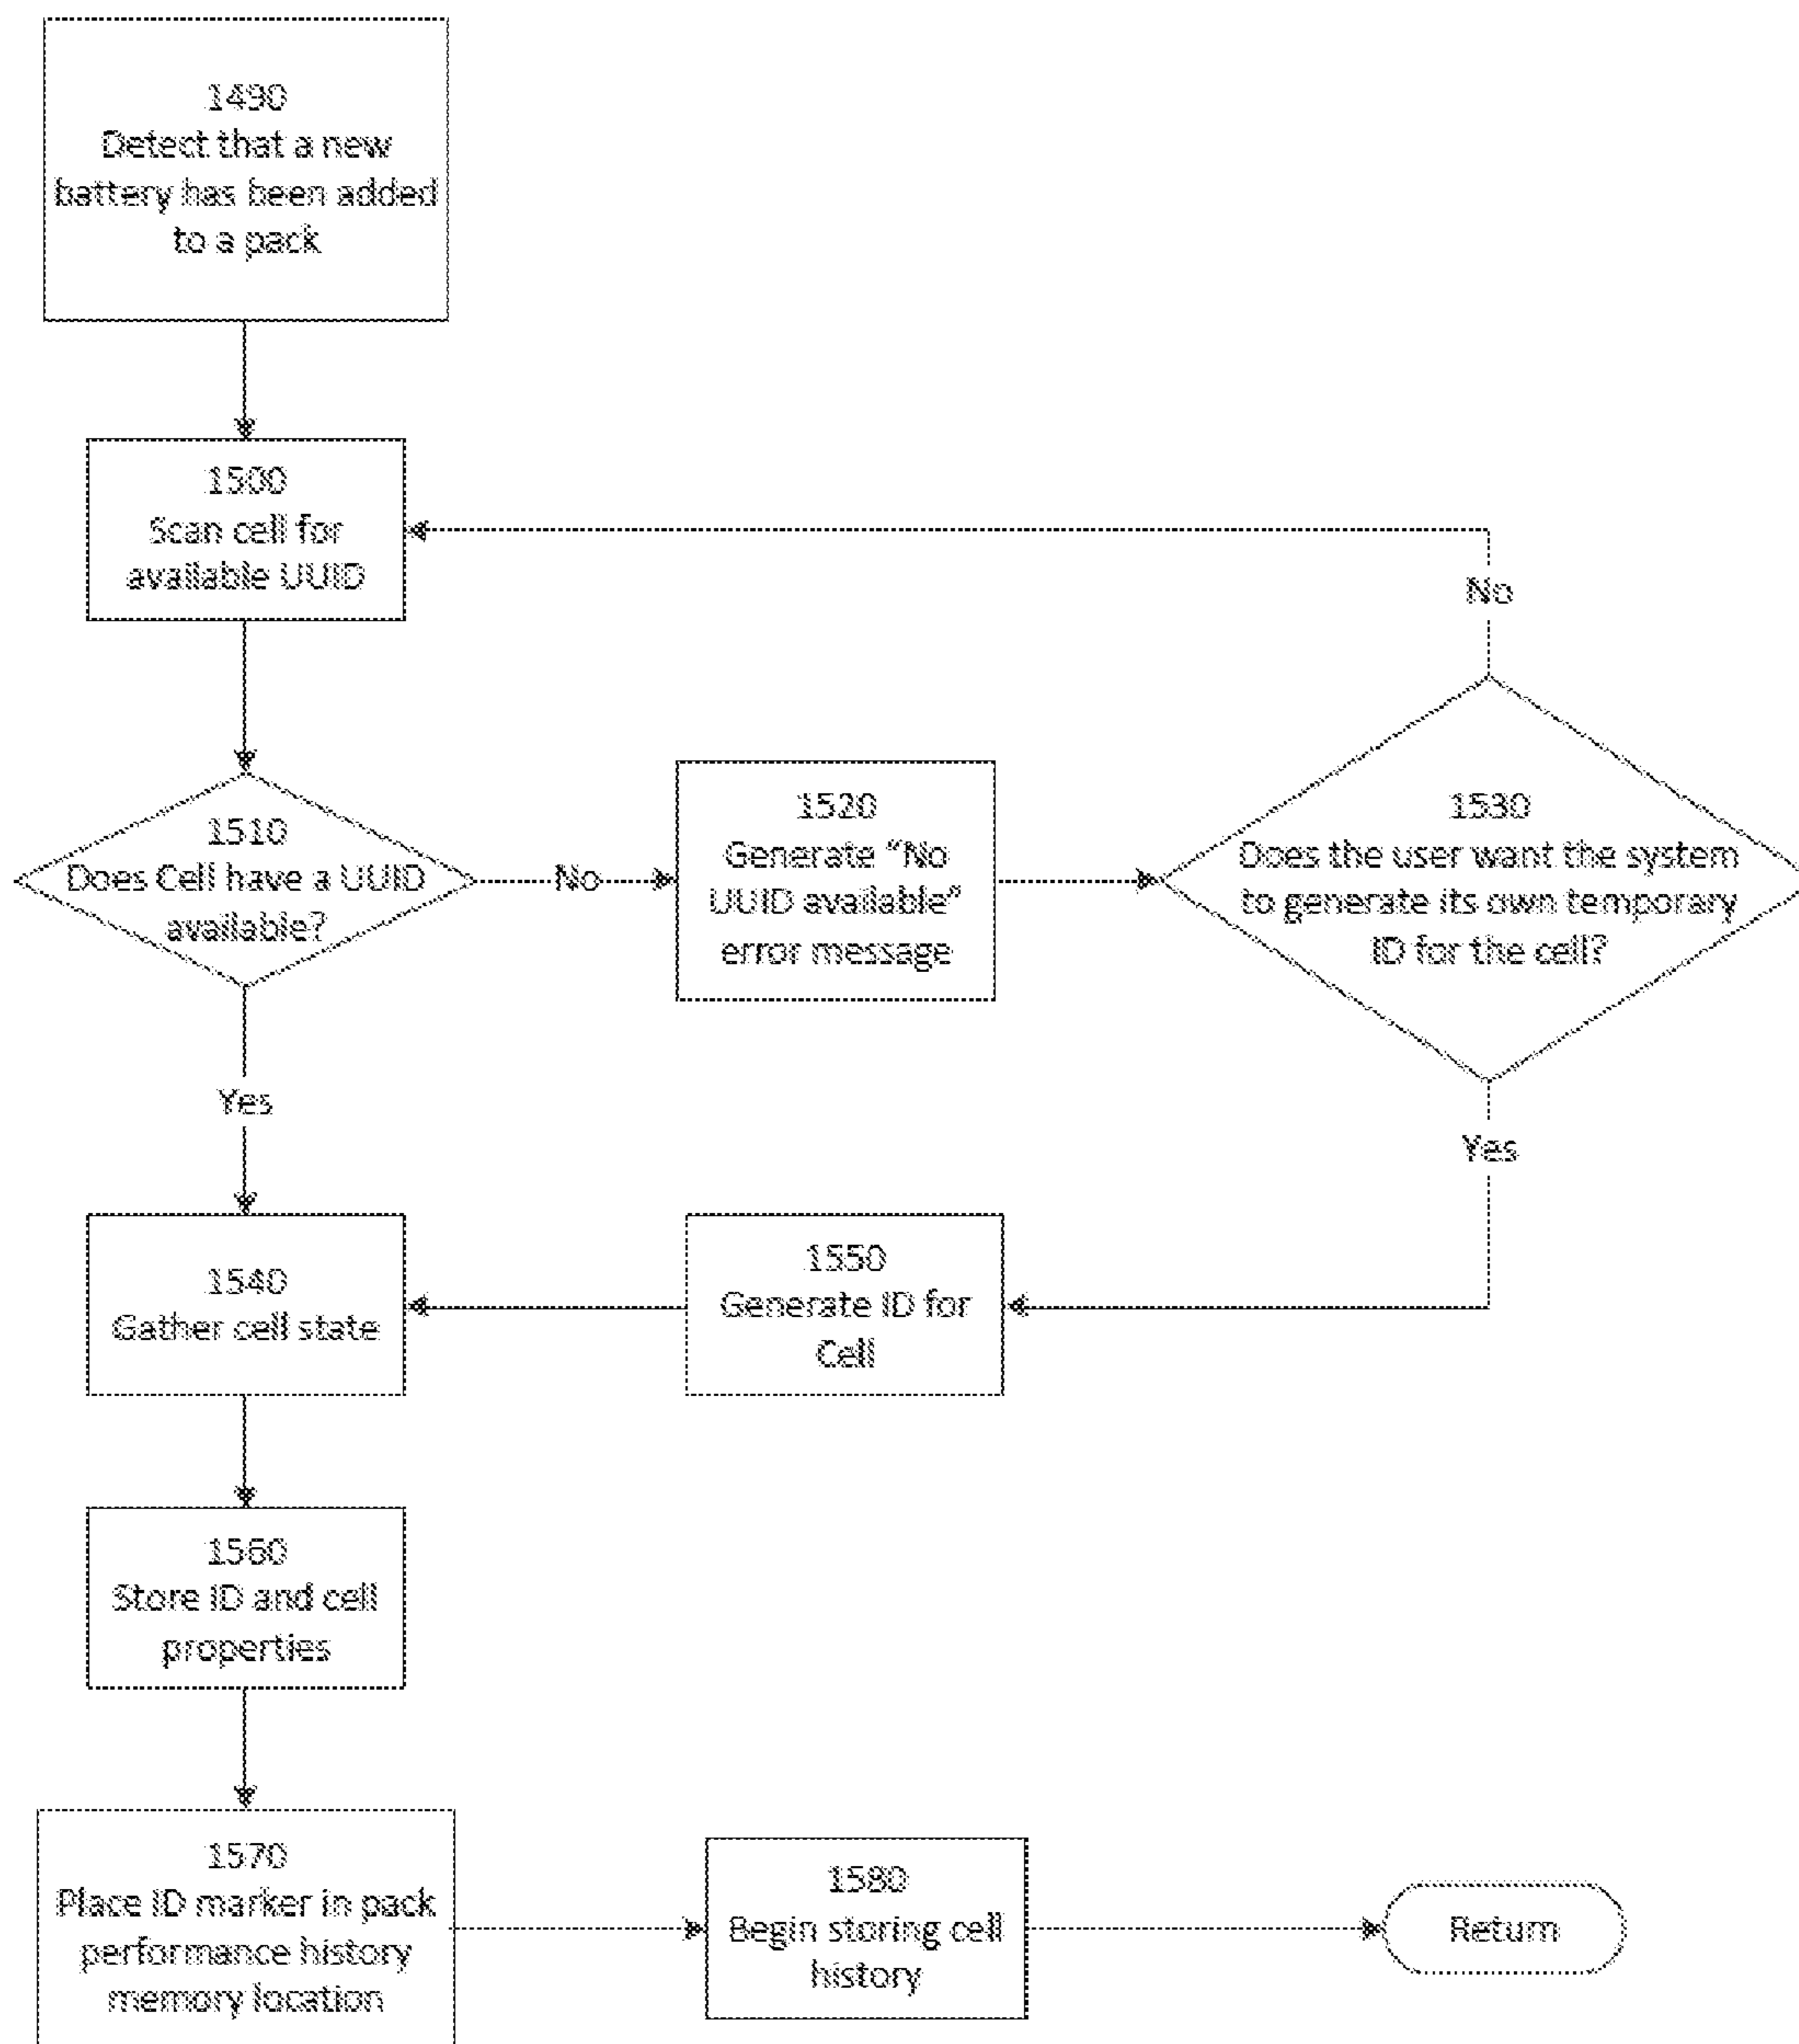 1490
Detect that a new
battery has been added
to a pack
1500
Scan cell for
available UUID
No
1510
Does Cell have a UUID
available?
No
1520
Generate “No
UUID available”
error message
1530
Does the user want the system
to generate its own temporary
ID for the cell?
Yes
Yes
1540
Gather cell state
1550
Generate ID for
Cell
1560
Store ID and cell
properties
1570
Place ID marker in pack
performance history
memory location
1580
Begin storing cell
history
Return